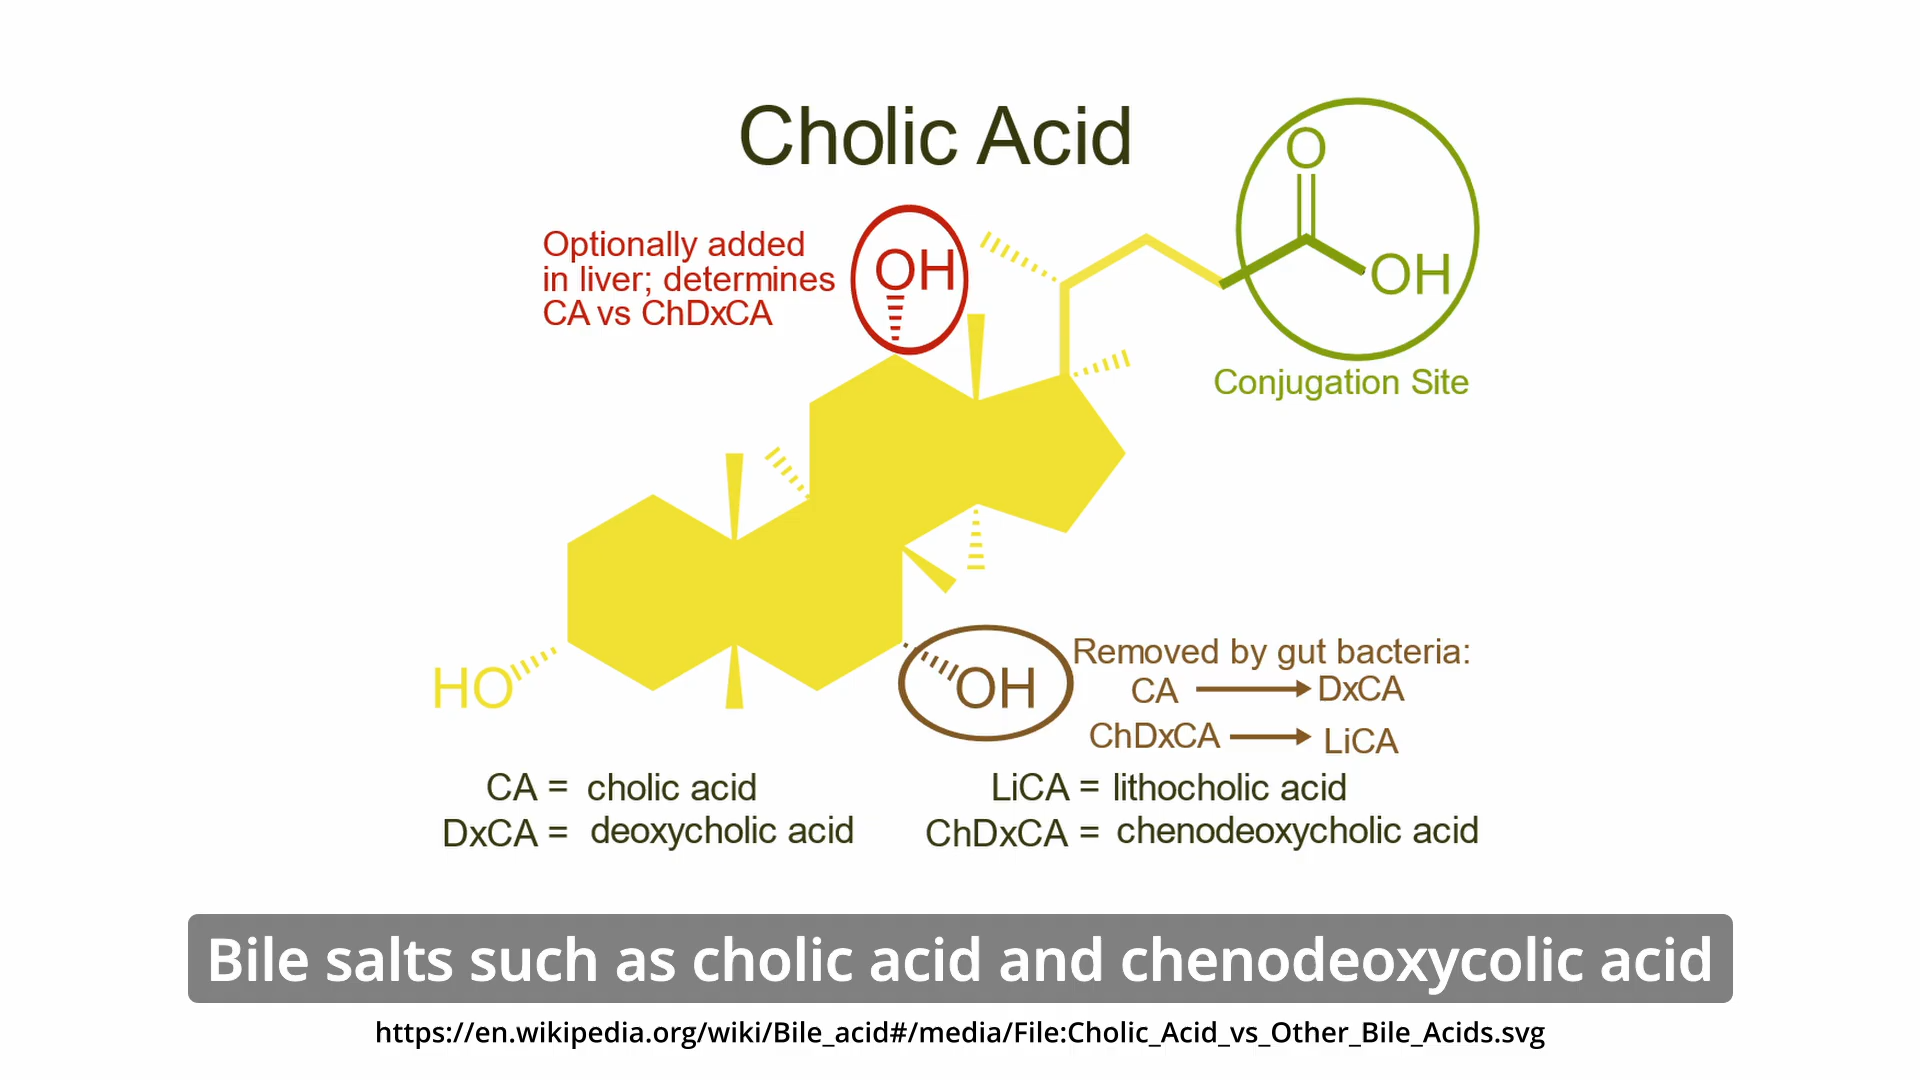 Cholic Acid
O
OH
Conjugation Site
Optionally added
in liver; determines
CA vs ChDxCA
OH
HO
OH
Removed by gut bacteria:
CA → DxCA
ChDxCA → LiCA
CA = cholic acid
DxCA = deoxycholic acid
LiCA = lithocholic acid
ChDxCA = chenodeoxycholic acid
Bile salts such as cholic acid and chenodeoxycolic acid
https://en.wikipedia.org/wiki/Bile_acid#/media/File:Cholic_Acid_vs_Other_Bile_Acids.svg